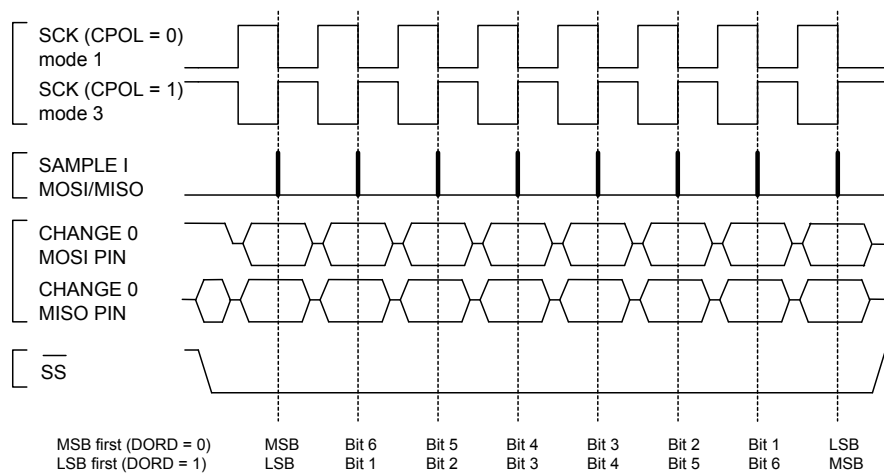 SCK (CPOL = 0)
mode 1
SCK (CPOL = 1)
mode 3
SAMPLE I
MOSI/MISO
CHANGE 0
MOSI PIN
CHANGE 0
MISO PIN
SS
MSB first (DORD = 0) MSB Bit 6 Bit 5 Bit 4 Bit 3 Bit 2 Bit 1 LSB
LSB first (DORD = 1) LSB Bit 1 Bit 2 Bit 3 Bit 4 Bit 5 Bit 6 MSB